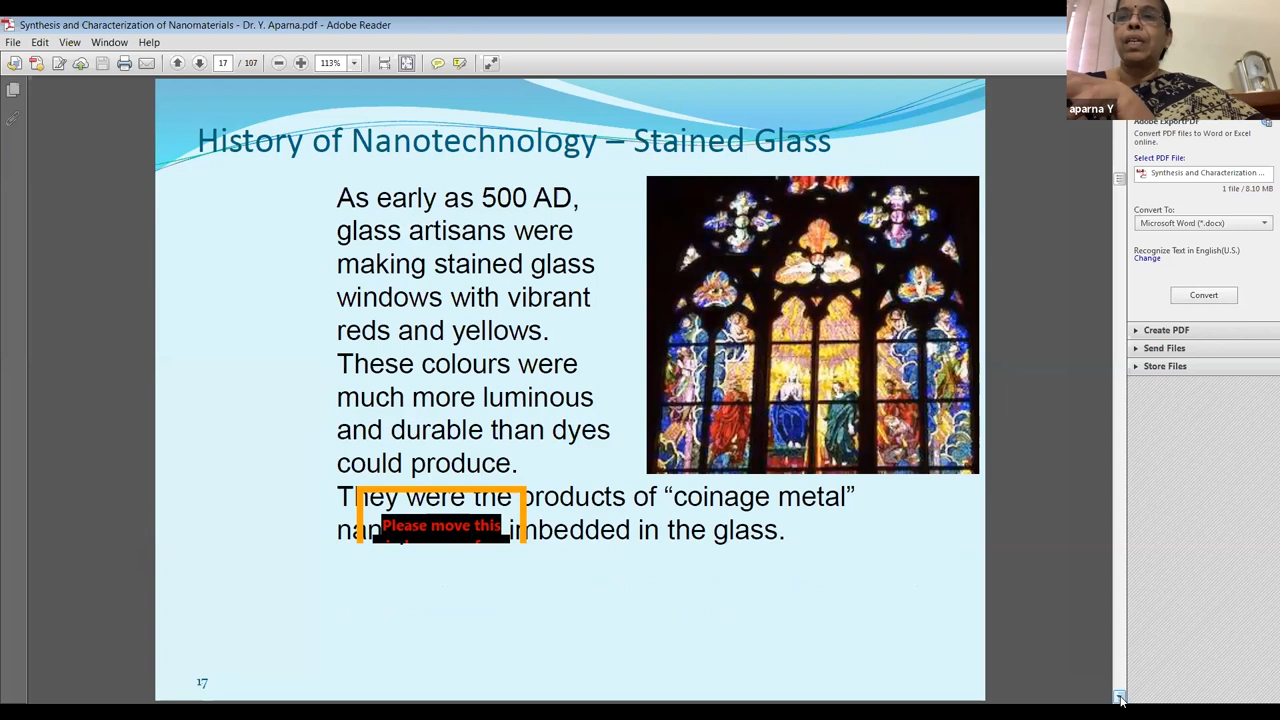 Synthesis and Characterization of Nanomaterials - Dr. Y. Aparna.pdf - Adobe Reader
File Edit View Window Help
17 / 107 113%
aparna Y
Adobe ExportPDF
Convert PDF files to Word or Excel
online.
Select PDF File:
Synthesis and Characterization ...
1 file / 8.10 MB
Convert To:
Microsoft Word (*.docx)
Recognize Text in English(U.S.)
Change
Convert
Create PDF
Send Files
Store Files
History of Nanotechnology – Stained Glass
As early as 500 AD,
glass artisans were
making stained glass
windows with vibrant
reds and yellows.
These colours were
much more luminous
and durable than dyes
could produce.
They were the products of “coinage metal”
imbedded in the glass.
Please move this
17